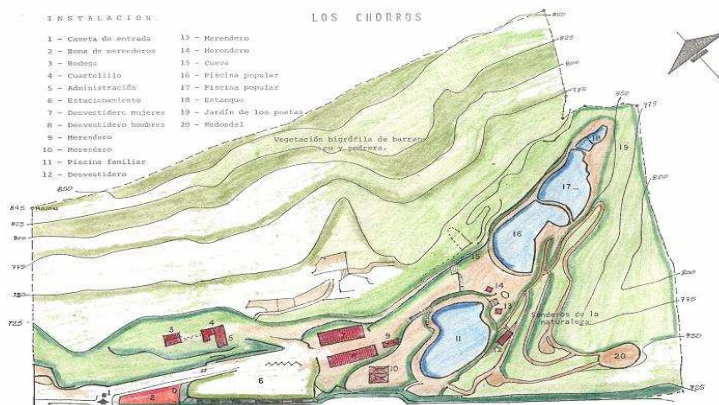 INSTALACION
LOS CHORROS
1 - Caseta de entrada
2 - Zona de merenderos
3 - Bodega
4 - Cuartelillo
5 - Administración
6 - Estacionamiento
7 - Desvestidero mujeres
8 - Desvestidero hombres
9 - Merendero
10 - Merendero
11 - Piscina familiar
12 - Desvestidero
13 - Merendero
14 - Merendero
15 - Cueva
16 - Piscina popular
17 - Piscina popular
18 - Estanque
19 - Jardín de los poetas
20 - Redondel
Vegetación higrófila de barran
co y pedrera.
Senderos de la
naturaleza
850
825
800
775
750
775
850
845
825
800
775
750
725
800
800
775
750
725
18
19
17
16
15
14
13
12
11
20
3
4
5
9
10
6
2